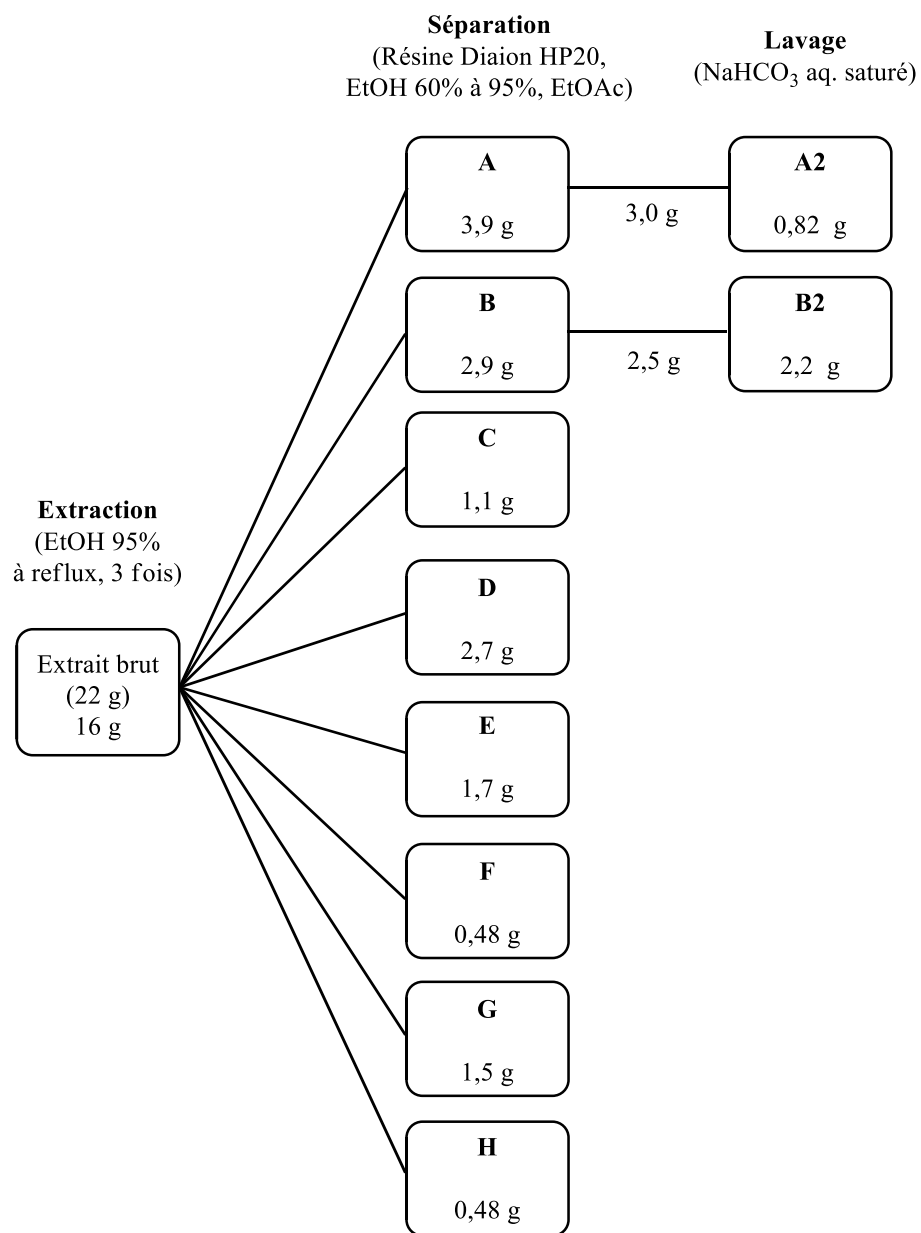 Séparation
(Résine Diaion HP20,
EtOH 60% à 95%, EtOAc)
Lavage
(NaHCO3 aq. saturé)
A
3,9 g
3,0 g
A2
0,82 g
B
2,9 g
2,5 g
B2
2,2 g
C
1,1 g
Extraction
(EtOH 95%
à reflux, 3 fois)
D
2,7 g
Extrait brut
(22 g)
16 g
E
1,7 g
F
0,48 g
G
1,5 g
H
0,48 g